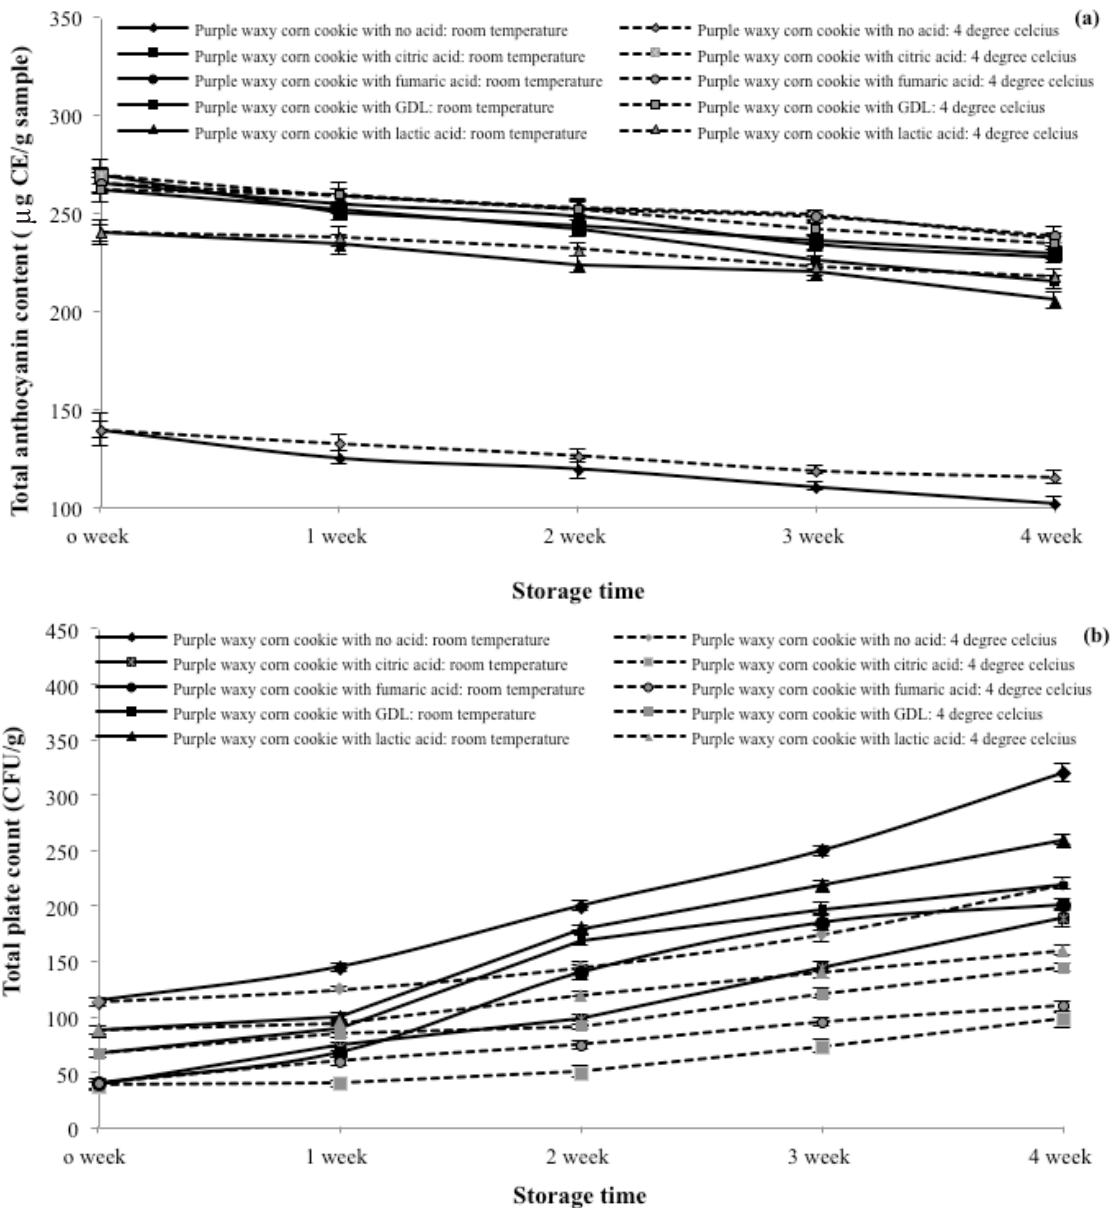 350
(a)
Purple waxy corn cookie with no acid: room temperature
Purple waxy corn cookie with no acid: 4 degree celcius
Purple waxy corn cookie with citric acid: room temperature
Purple waxy corn cookie with citric acid: 4 degree celcius
Purple waxy corn cookie with fumaric acid: room temperature
Purple waxy corn cookie with fumaric acid: 4 degree celcius
Purple waxy corn cookie with GDL: room temperature
Purple waxy corn cookie with GDL: 4 degree celcius
Purple waxy corn cookie with lactic acid: room temperature
Purple waxy corn cookie with lactic acid: 4 degree celcius
300
250
200
150
100
Total anthocyanin content ( μg CE/g sample)
o week
1 week
2 week
3 week
4 week
Storage time
450
(b)
Purple waxy corn cookie with no acid: room temperature
Purple waxy corn cookie with no acid: 4 degree celcius
Purple waxy corn cookie with citric acid: room temperature
Purple waxy corn cookie with citric acid: 4 degree celcius
Purple waxy corn cookie with fumaric acid: room temperature
Purple waxy corn cookie with fumaric acid: 4 degree celcius
Purple waxy corn cookie with GDL: room temperature
Purple waxy corn cookie with GDL: 4 degree celcius
Purple waxy corn cookie with lactic acid: room temperature
Purple waxy corn cookie with lactic acid: 4 degree celcius
400
350
300
250
200
150
100
50
0
Total plate count (CFU/g)
o week
1 week
2 week
3 week
4 week
Storage time